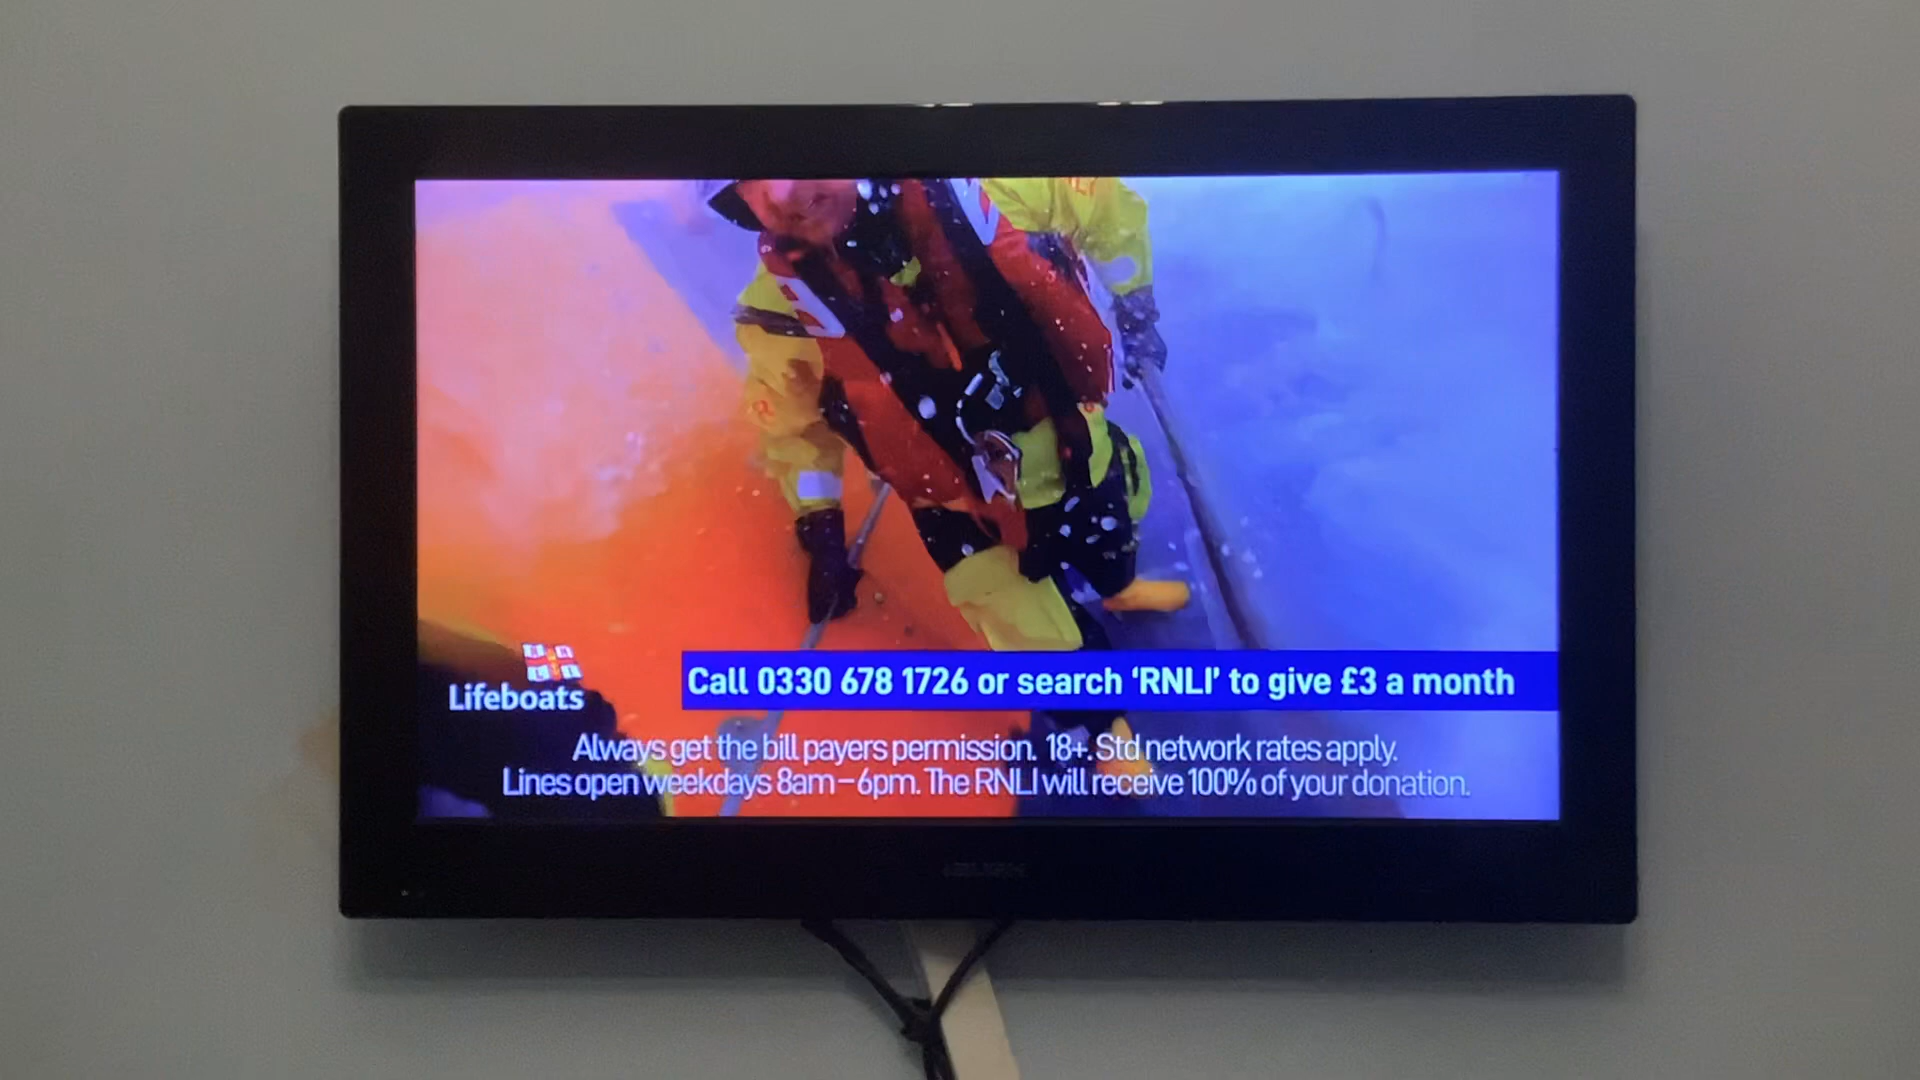 Lifeboats
Call 0330 678 1726 or search ‘RNLI’ to give £3 a month
Always get the bill payers permission. 18+. Std network rates apply.
Lines open weekdays 8am–6pm. The RNLI will receive 100% of your donation.